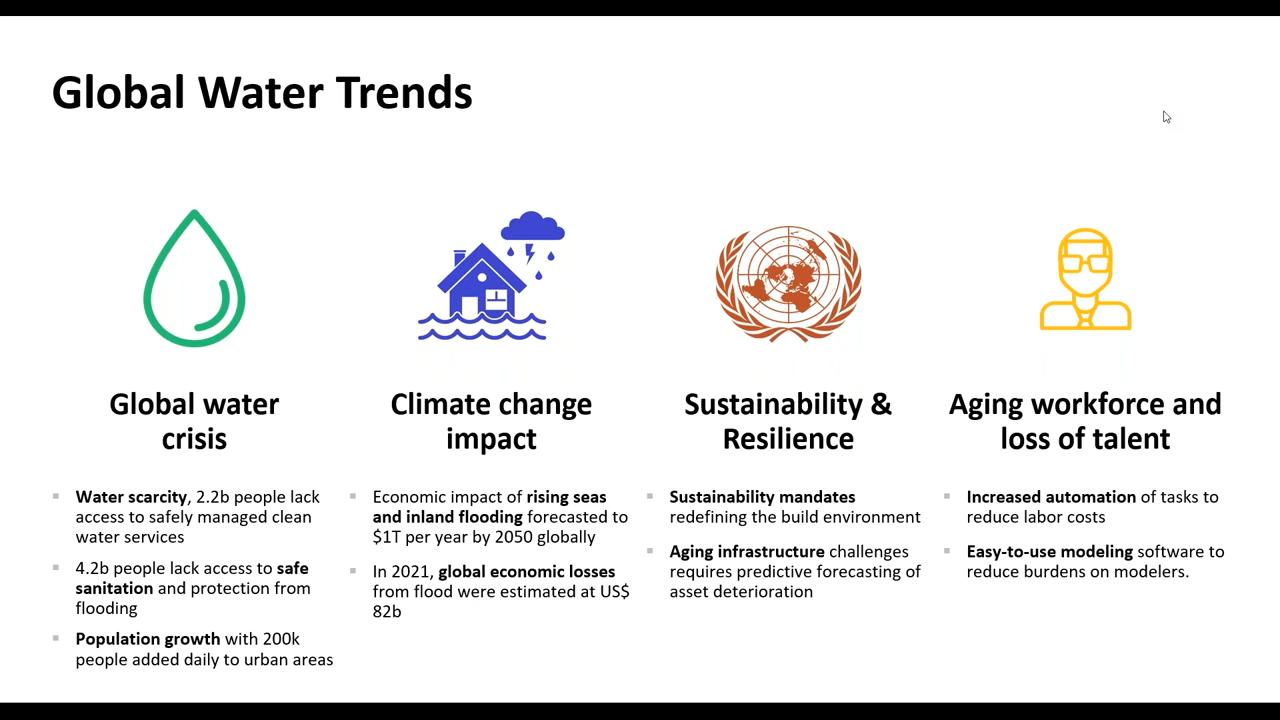 Global Water Trends
Global water
crisis
Water scarcity, 2.2b people lack
access to safely managed clean
water services
4.2b people lack access to safe
sanitation and protection from
flooding
Population growth with 200k
people added daily to urban areas
Climate change
impact
Economic impact of rising seas
and inland flooding forecasted to
$1T per year by 2050 globally
In 2021, global economic losses
from flood were estimated at US$
82b
Sustainability &
Resilience
Sustainability mandates
redefining the build environment
Aging infrastructure challenges
requires predictive forecasting of
asset deterioration
Aging workforce and
loss of talent
Increased automation of tasks to
reduce labor costs
Easy-to-use modeling software to
reduce burdens on modelers.